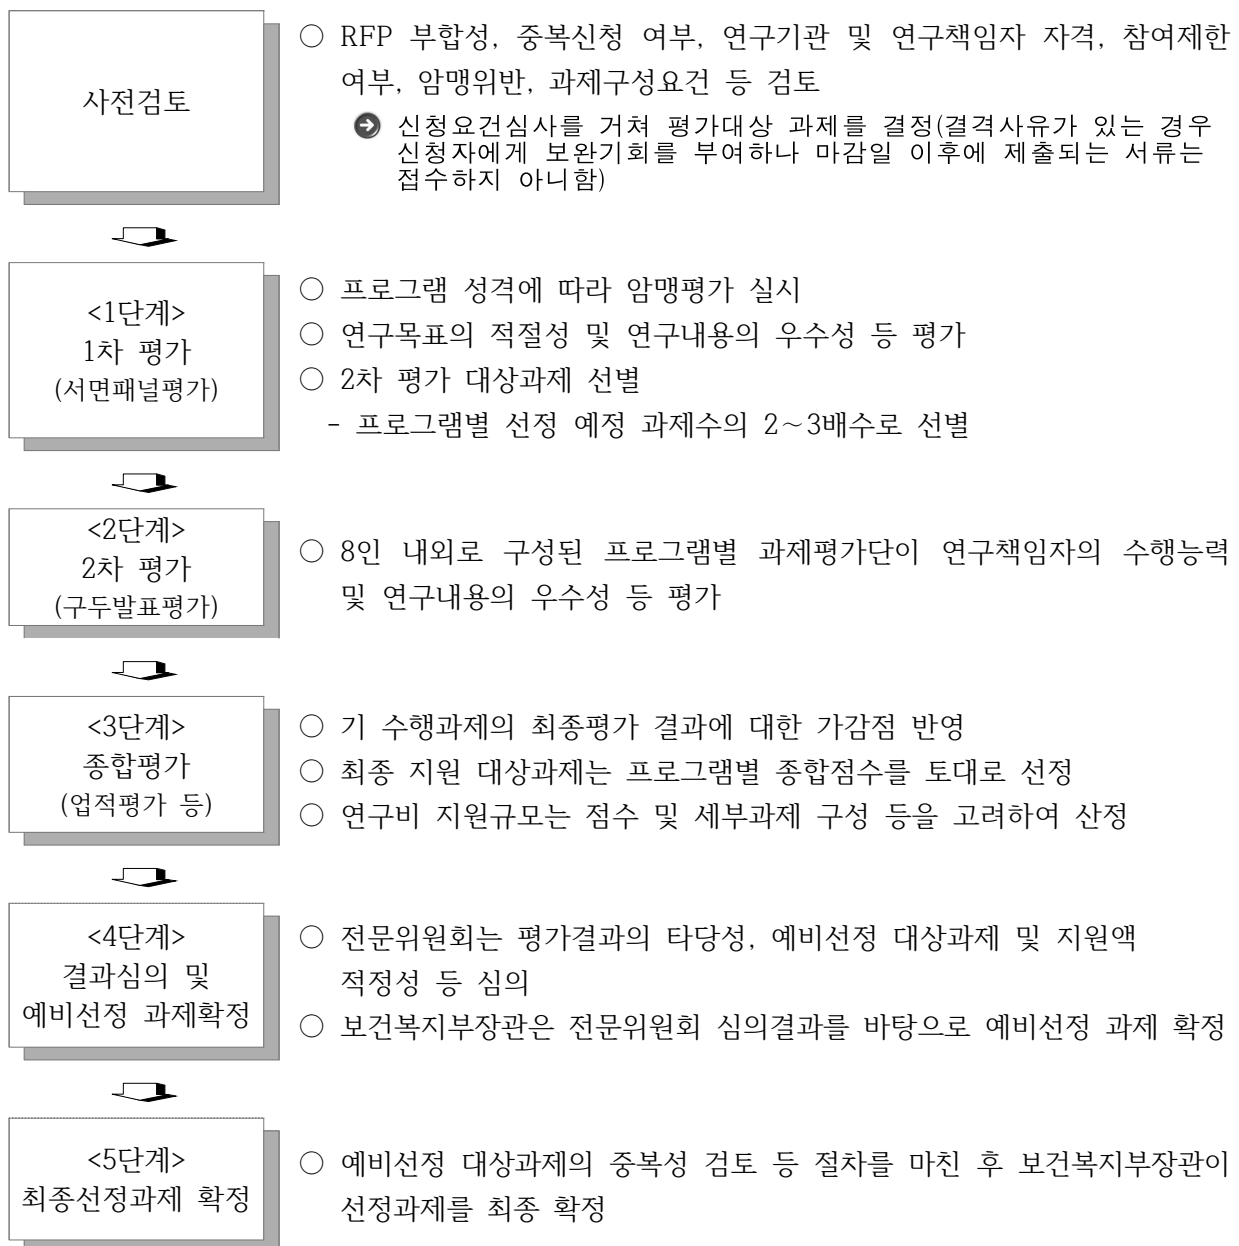 사전검토
○ RFP 부합성, 중복신청 여부, 연구기관 및 연구책임자 자격, 참여제한
여부, 암맹위반, 과제구성요건 등 검토
신청요건심사를 거쳐 평가대상 과제를 결정(결격사유가 있는 경우
신청자에게 보완기회를 부여하나 마감일 이후에 제출되는 서류는
접수하지 아니함)
<1단계>
1차 평가
(서면패널평가)
○ 프로그램 성격에 따라 암맹평가 실시
○ 연구목표의 적절성 및 연구내용의 우수성 등 평가
○ 2차 평가 대상과제 선별
- 프로그램별 선정 예정 과제수의 2~3배수로 선별
<2단계>
2차 평가
(구두발표평가)
○ 8인 내외로 구성된 프로그램별 과제평가단이 연구책임자의 수행능력
및 연구내용의 우수성 등 평가
<3단계>
종합평가
(업적평가 등)
○ 기 수행과제의 최종평가 결과에 대한 가감점 반영
○ 최종 지원 대상과제는 프로그램별 종합점수를 토대로 선정
○ 연구비 지원규모는 점수 및 세부과제 구성 등을 고려하여 산정
<4단계>
결과심의 및
예비선정 과제확정
○ 전문위원회는 평가결과의 타당성, 예비선정 대상과제 및 지원액
적정성 등 심의
○ 보건복지부장관은 전문위원회 심의결과를 바탕으로 예비선정 과제 확정
<5단계>
최종선정과제 확정
○ 예비선정 대상과제의 중복성 검토 등 절차를 마친 후 보건복지부장관이
선정과제를 최종 확정